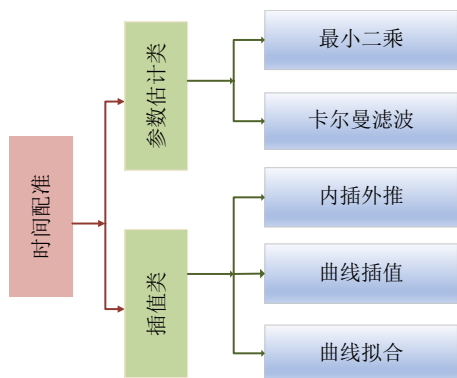 时间配准
参数估计类
最小二乘
卡尔曼滤波
插值类
内插外推
曲线插值
曲线拟合